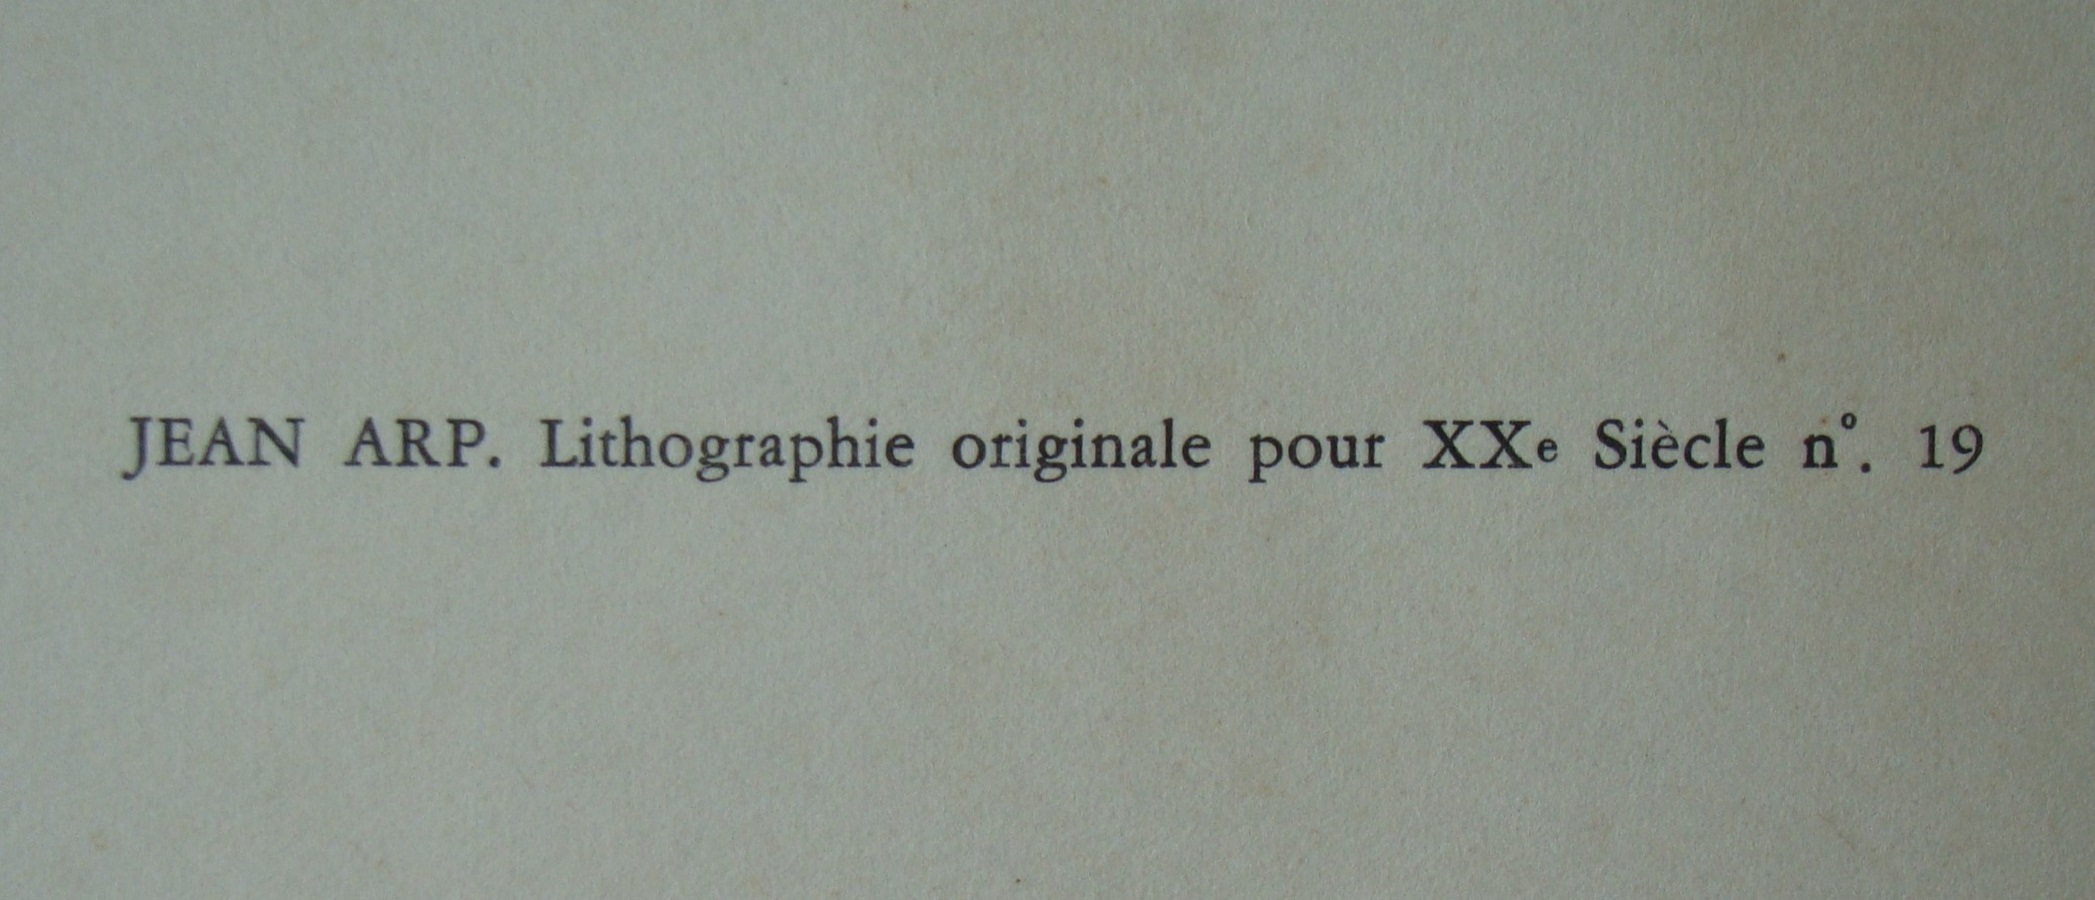 JEAN ARP. Lithographie originale pour XXe Siècle n°. 19